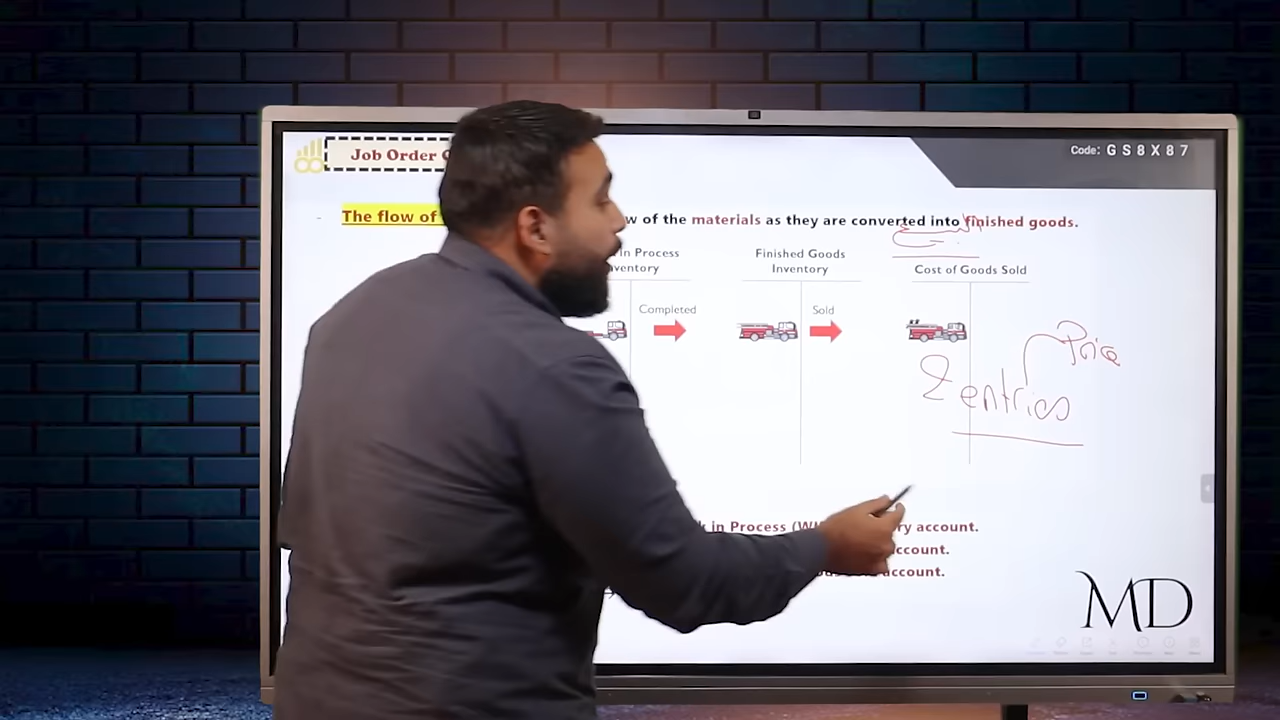 Job Order
Code: G S 8 X 8 7
The flow of w of the materials as they are converted into finished goods.
In Process Finished Goods
ventory Inventory Cost of Goods Sold
Completed Sold
Price
2 entries
k in Process (W ry account.
ccount.
account.
MD